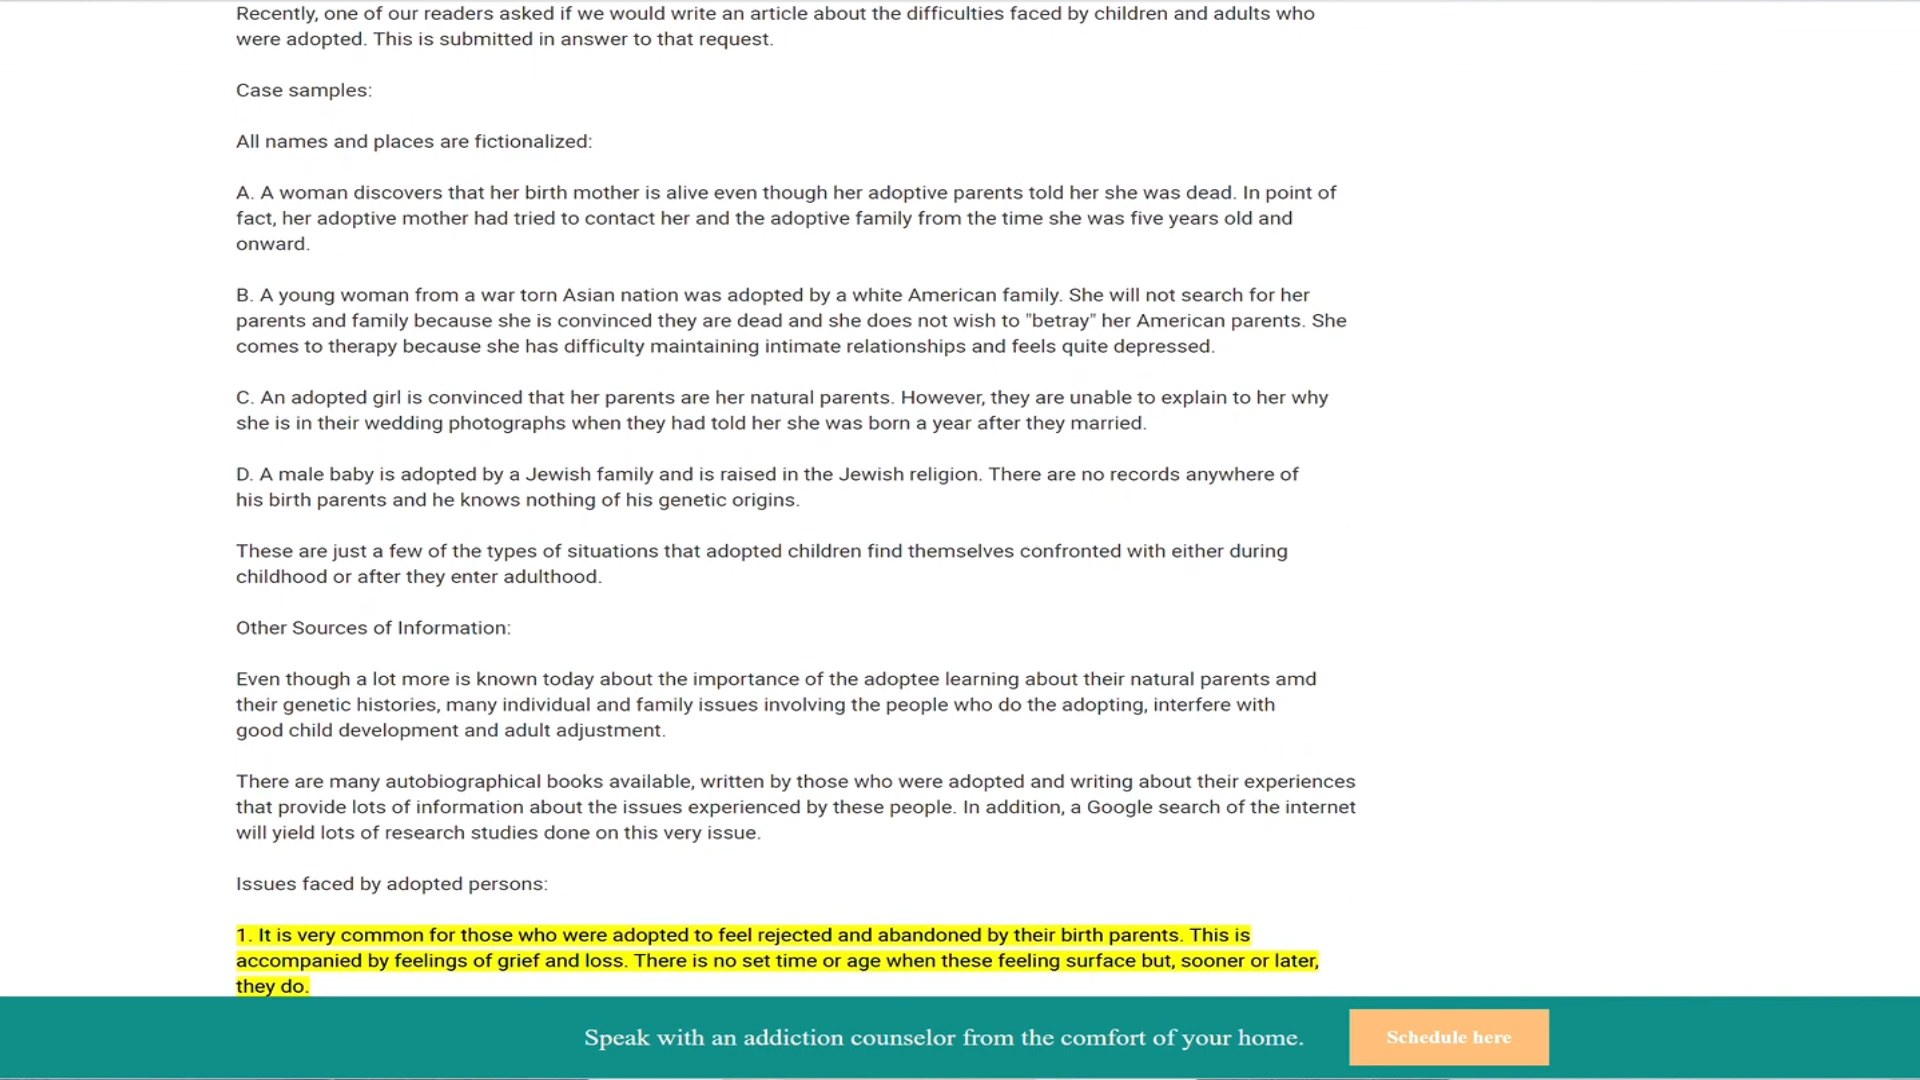 Recently, one of our readers asked if we would write an article about the difficulties faced by children and adults who
were adopted. This is submitted in answer to that request.
Case samples:
All names and places are fictionalized:
A. A woman discovers that her birth mother is alive even though her adoptive parents told her she was dead. In point of
fact, her adoptive mother had tried to contact her and the adoptive family from the time she was five years old and
onward.
B. A young woman from a war torn Asian nation was adopted by a white American family. She will not search for her
parents and family because she is convinced they are dead and she does not wish to "betray" her American parents. She
comes to therapy because she has difficulty maintaining intimate relationships and feels quite depressed.
C. An adopted girl is convinced that her parents are her natural parents. However, they are unable to explain to her why
she is in their wedding photographs when they had told her she was born a year after they married.
D. A male baby is adopted by a Jewish family and is raised in the Jewish religion. There are no records anywhere of
his birth parents and he knows nothing of his genetic origins.
These are just a few of the types of situations that adopted children find themselves confronted with either during
childhood or after they enter adulthood.
Other Sources of Information:
Even though a lot more is known today about the importance of the adoptee learning about their natural parents amd
their genetic histories, many individual and family issues involving the people who do the adopting, interfere with
good child development and adult adjustment.
There are many autobiographical books available, written by those who were adopted and writing about their experiences
that provide lots of information about the issues experienced by these people. In addition, a Google search of the internet
will yield lots of research studies done on this very issue.
Issues faced by adopted persons:
1. It is very common for those who were adopted to feel rejected and abandoned by their birth parents. This is
accompanied by feelings of grief and loss. There is no set time or age when these feeling surface but, sooner or later,
they do.
Speak with an addiction counselor from the comfort of your home.
Schedule here